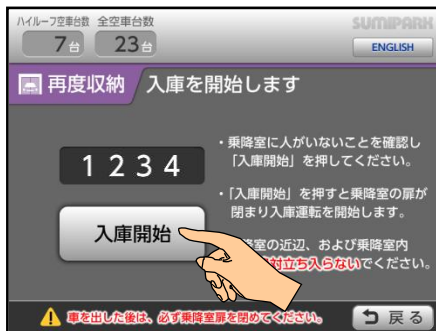 ハイルーフ空車台数 全空車台数
7台 23台
SUMIPARK
ENGLISH
再度収納 入庫を開始します
1234
入庫開始
・乗降室に人がいないことを確認し
「入庫開始」を押してください。
・「入庫開始」を押すと乗降室の扉が
閉まり入庫運転を開始します。
降室の近辺、および乗降室内
対立ち入らないでください。
車を出した後は、必ず乗降室扉を閉めてください。
戻る